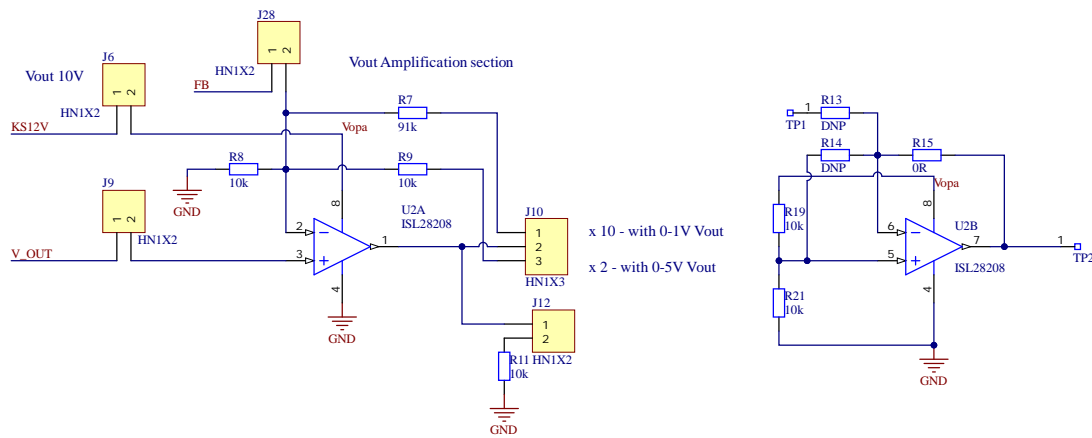 J28
1 2
HN1X2
FB
J6
1 2
HN1X2
Vout 10V
KS12V
Vout Amplification section
R7
91k
Vopa
R8
10k
GND
R9
10k
J9
1 2
HN1X2
V_OUT
U2A
ISL28208
8
2
3
1
4
GND
J10
1
2
3
HN1X3
x 10 - with 0-1V Vout
x 2 - with 0-5V Vout
J12
1
2
HN1X2
R11
10k
GND
1
TP1
R13
DNP
R14
DNP
R15
0R
Vopa
R19
10k
R21
10k
8
U2B
ISL28208
6
5
7
4
GND
1
TP2